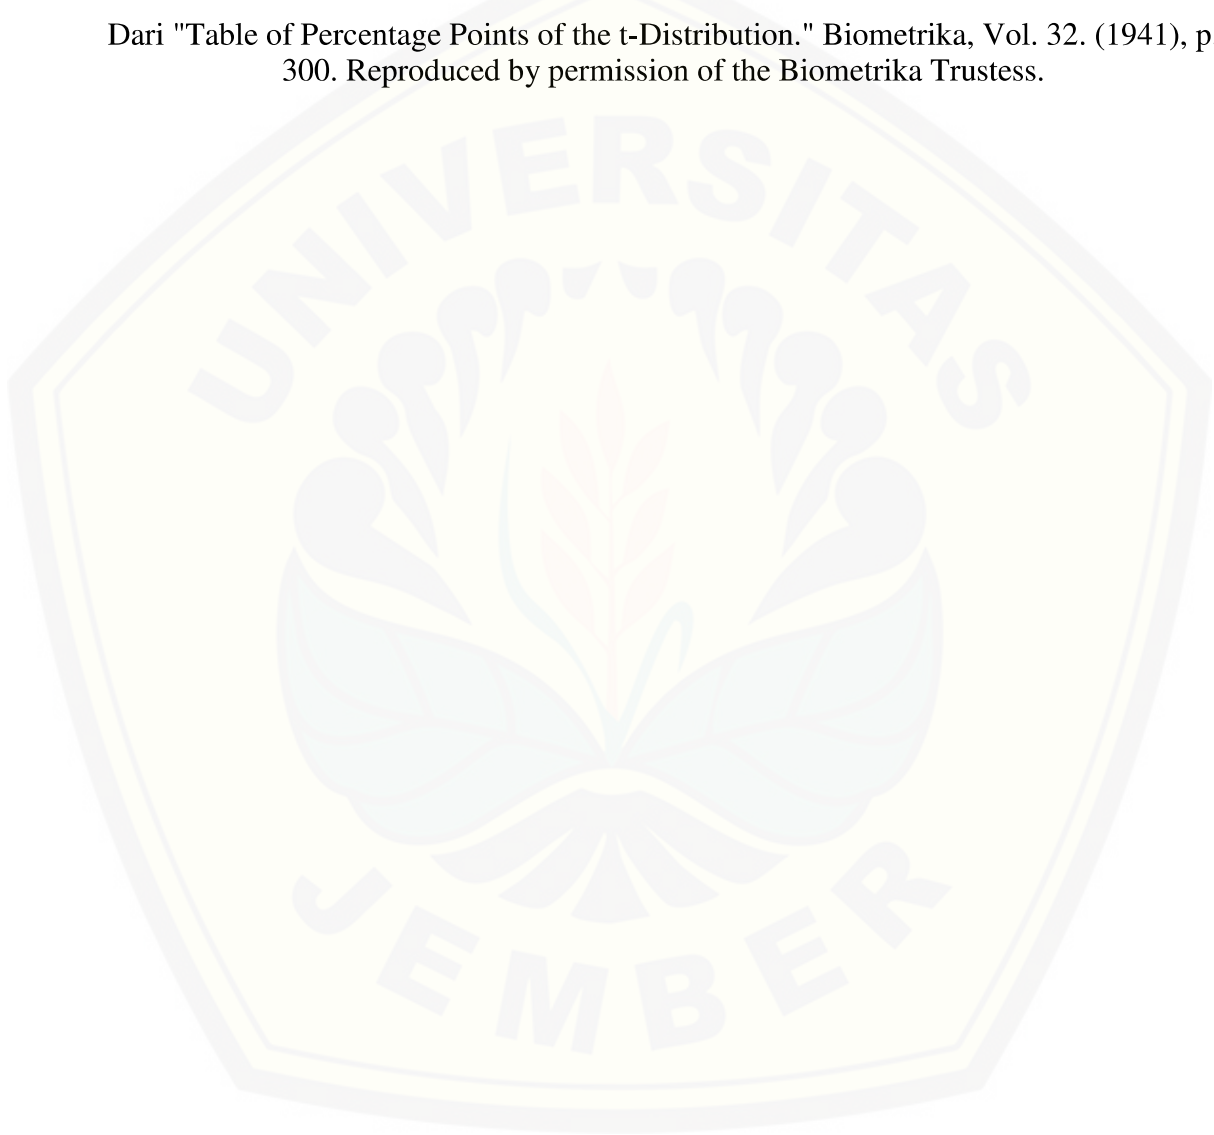 Dari "Table of Percentage Points of the t-Distribution." Biometrika, Vol. 32. (1941), p
300. Reproduced by permission of the Biometrika Trustess.
UNIVERSITAS
JEMBER